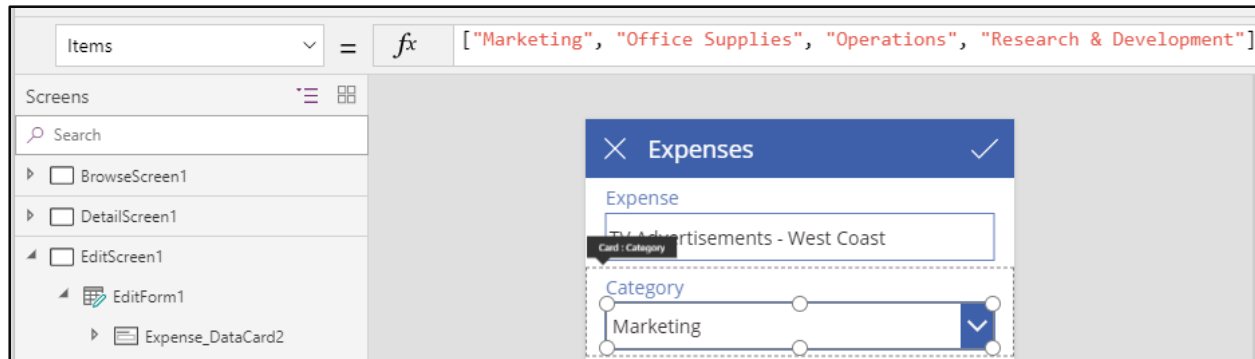 Items = fx ["Marketing", "Office Supplies", "Operations", "Research & Development"]
Screens
Search
BrowseScreen1
DetailScreen1
EditScreen1
EditForm1
Expense_DataCard2
Expenses
Expense
TV Advertisements - West Coast
Card : Category
Category
Marketing